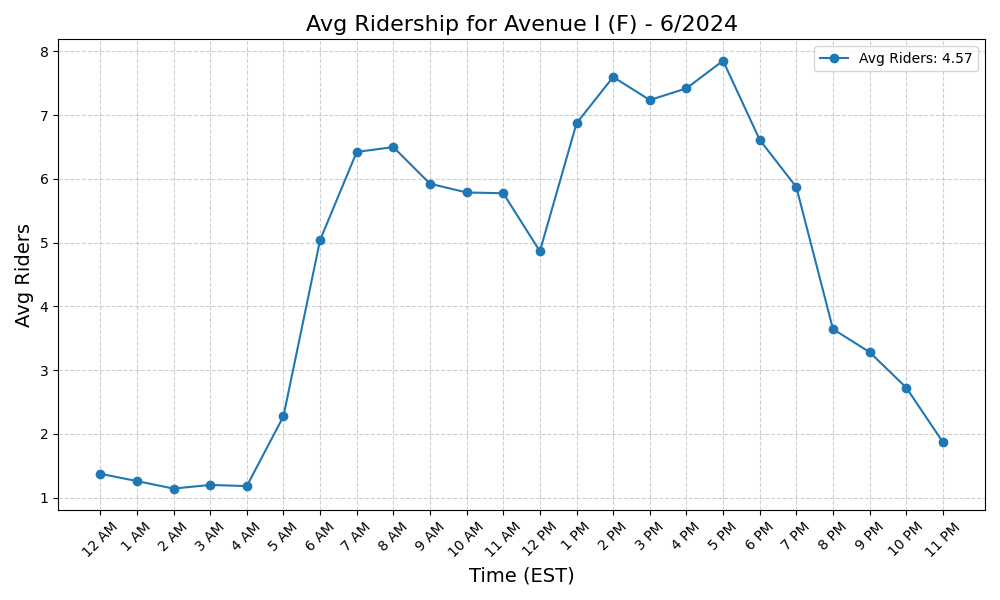 Avg Ridership for Avenue I (F) - 6/2024
Avg Riders: 4.57
Avg Riders
8
7
6
5
4
3
2
1
12 AM
1 AM
2 AM
3 AM
4 AM
5 AM
6 AM
7 AM
8 AM
9 AM
10 AM
11 AM
12 PM
1 PM
2 PM
3 PM
4 PM
5 PM
6 PM
7 PM
8 PM
9 PM
10 PM
11 PM
Time (EST)